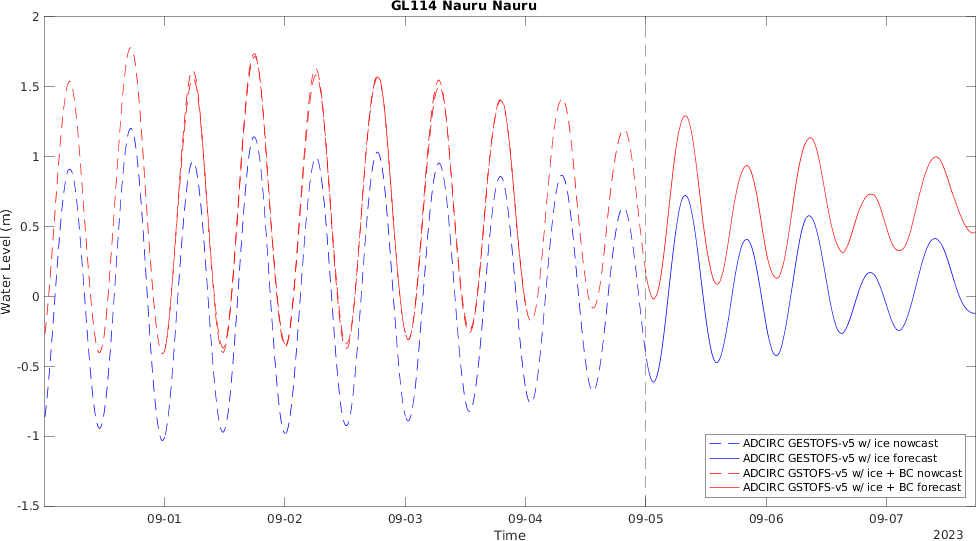 GL114 Nauru Nauru
2
1.5
1
0.5
0
-0.5
-1
-1.5
Water Level (m)
ADCIRC GESTOFS-v5 w/ ice nowcast
ADCIRC GESTOFS-v5 w/ ice forecast
ADCIRC GSTOFS-v5 w/ ice + BC nowcast
ADCIRC GSTOFS-v5 w/ ice + BC forecast
09-01 09-02 09-03 09-04 09-05 09-06 09-07
Time
2023